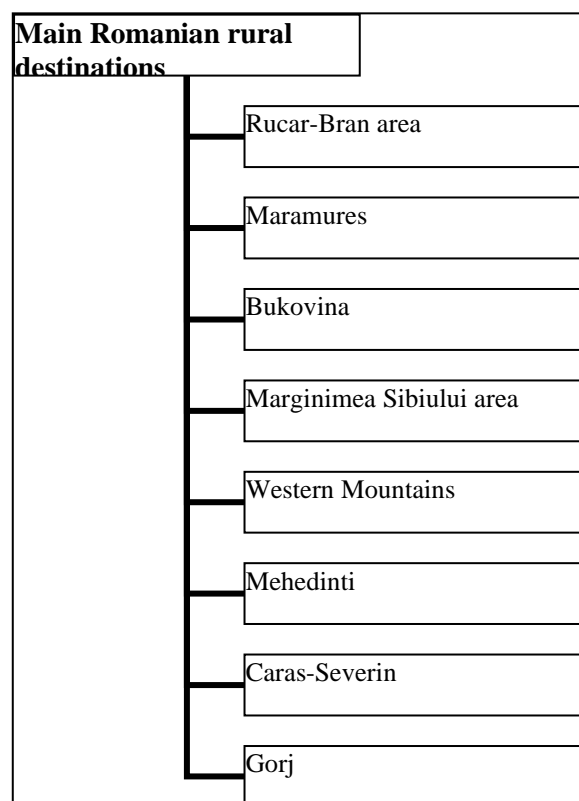 Main Romanian rural
destinations
Rucar-Bran area
Maramures
Bukovina
Marginimea Sibiului area
Western Mountains
Mehedinti
Caras-Severin
Gorj